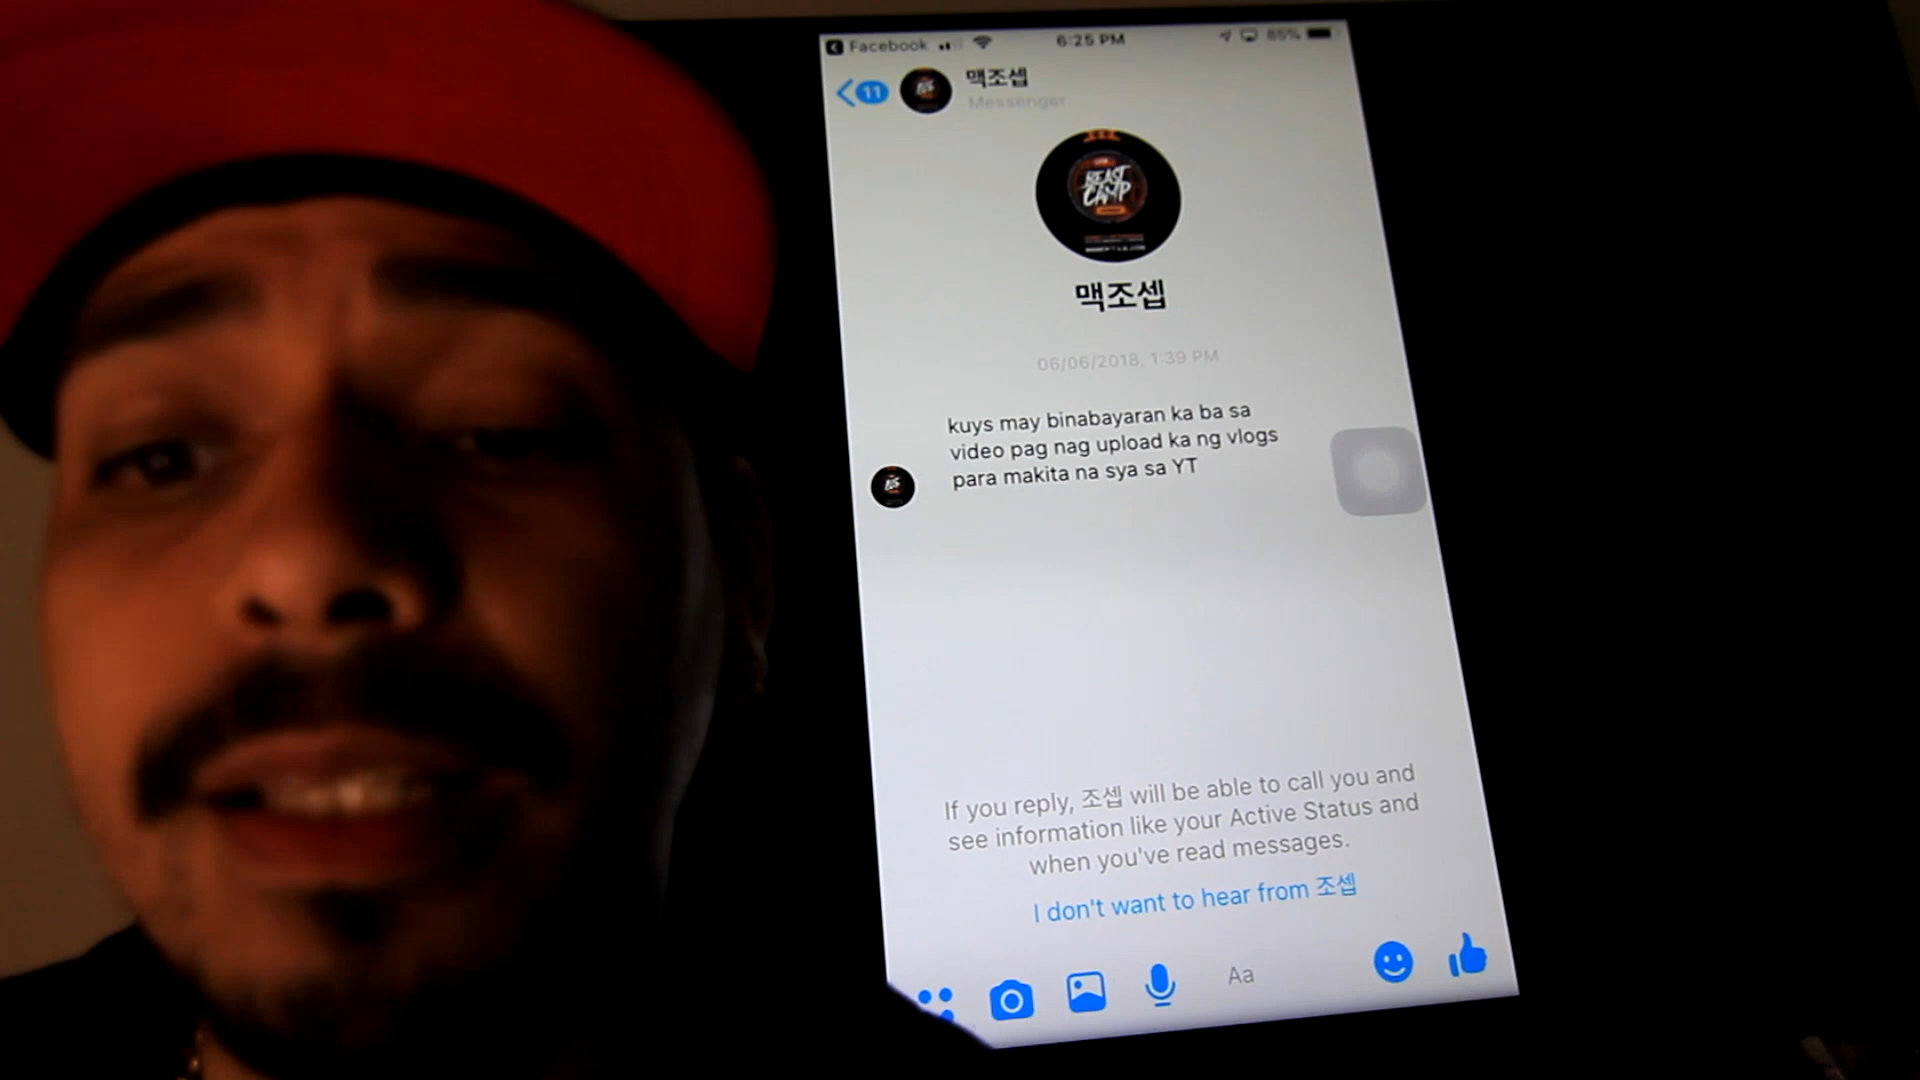 Facebook
6:25 PM
85%
11
맥조셉
Messenger
BEAST
CAMP
맥조셉
06/06/2018, 1:39 PM
kuys may binabayaran ka ba sa
video pag nag upload ka ng vlogs
para makita na sya sa YT
If you reply, 조셉 will be able to call you and
see information like your Active Status and
when you've read messages.
I don't want to hear from 조셉
Aa